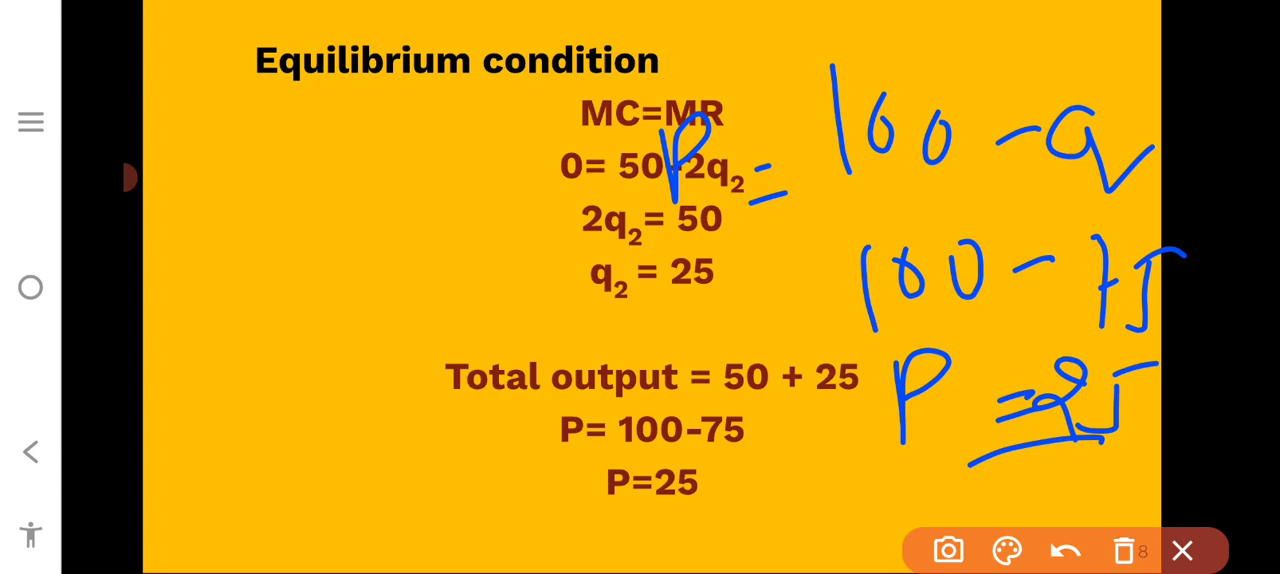 Equilibrium condition
MC=MR
0= 50-2q₂
2q₂= 50
q₂ = 25
Total output = 50 + 25
P= 100-75
P=25
P = 100 - q
100 - 75
P = 25
8